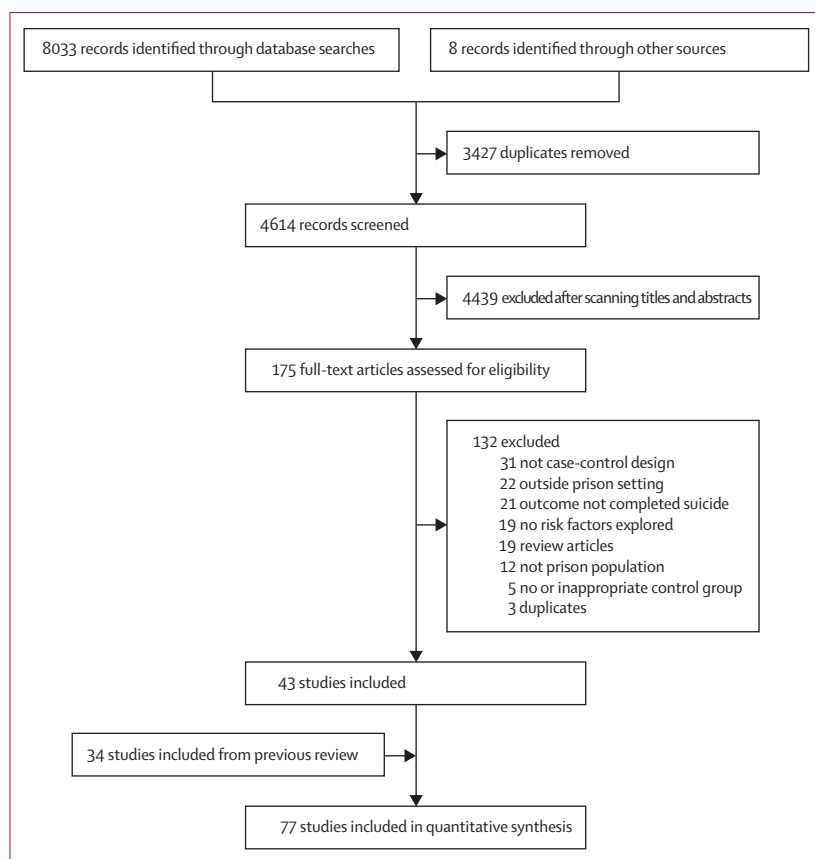 8033 records identified through database searches
8 records identified through other sources
3427 duplicates removed
4614 records screened
4439 excluded after scanning titles and abstracts
175 full-text articles assessed for eligibility
132 excluded
31 not case-control design
22 outside prison setting
21 outcome not completed suicide
19 no risk factors explored
19 review articles
12 not prison population
5 no or inappropriate control group
3 duplicates
43 studies included
34 studies included from previous review
77 studies included in quantitative synthesis